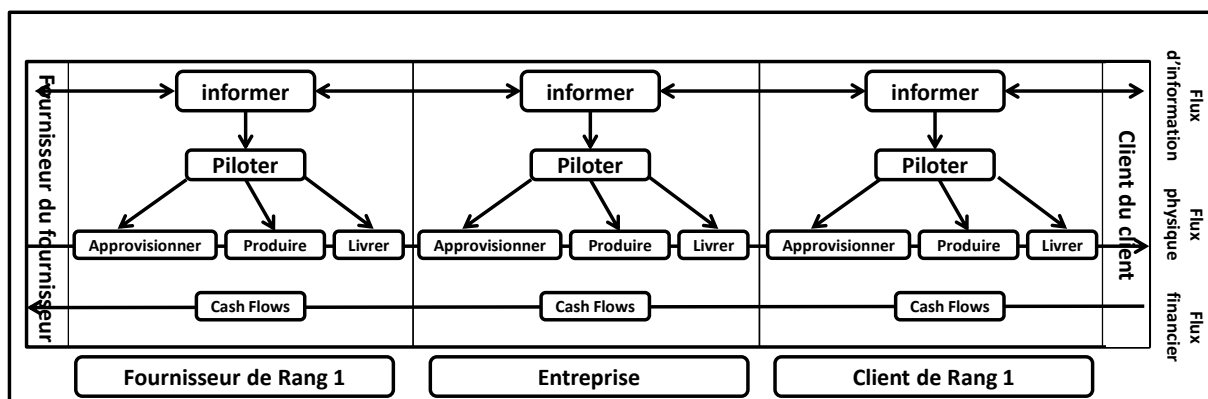 Fournisseur du fournisseur
informer
informer
informer
Piloter
Piloter
Piloter
Approvisionner
Produire
Livrer
Approvisionner
Produire
Livrer
Approvisionner
Produire
Livrer
Cash Flows
Cash Flows
Cash Flows
Client du client
Flux
d’information
Flux
physique
Flux
financier
Fournisseur de Rang 1
Entreprise
Client de Rang 1